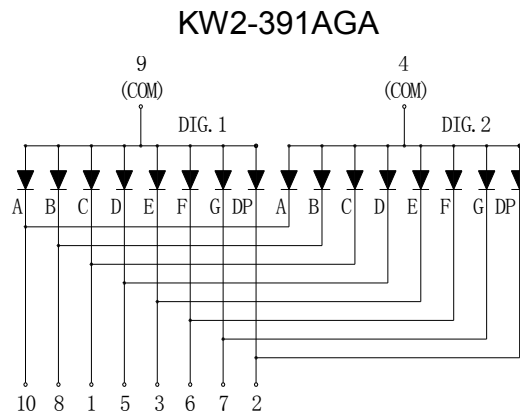 KW2-391AGA
9 4
(COM) (COM)
DIG.1 DIG.2
A B C D E F G DP A B C D E F G DP
10 8 1 5 3 6 7 2